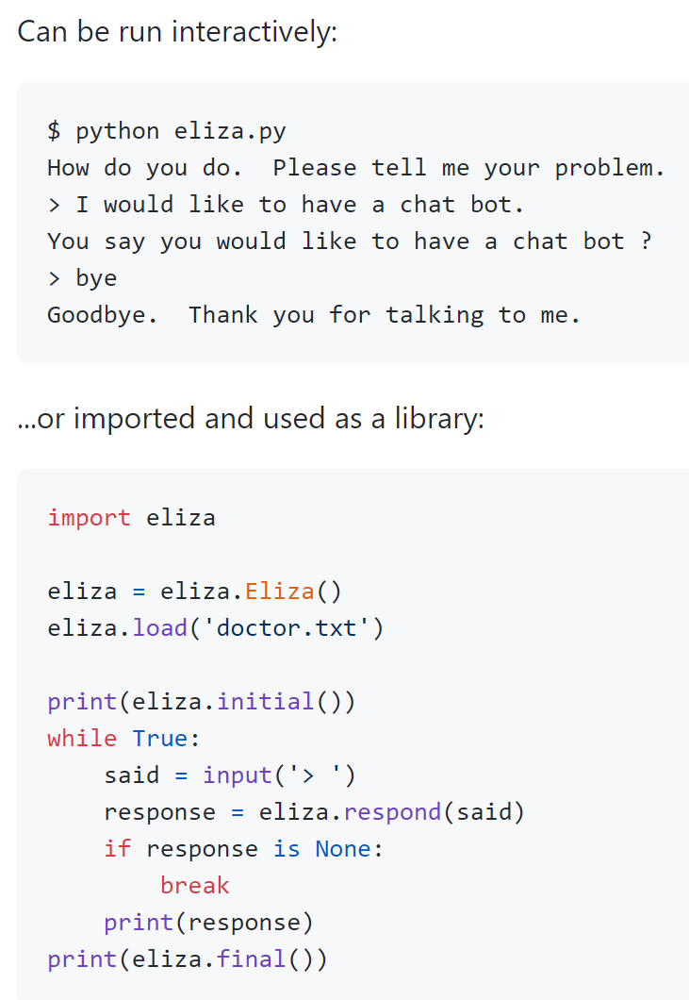 Can be run interactively:
$ python eliza.py
How do you do.  Please tell me your problem.
> I would like to have a chat bot.
You say you would like to have a chat bot ?
> bye
Goodbye.  Thank you for talking to me.
...or imported and used as a library:
import eliza
eliza = eliza.Eliza()
eliza.load('doctor.txt')
print(eliza.initial())
while True:
    said = input('> ')
    response = eliza.respond(said)
    if response is None:
        break
    print(response)
print(eliza.final())